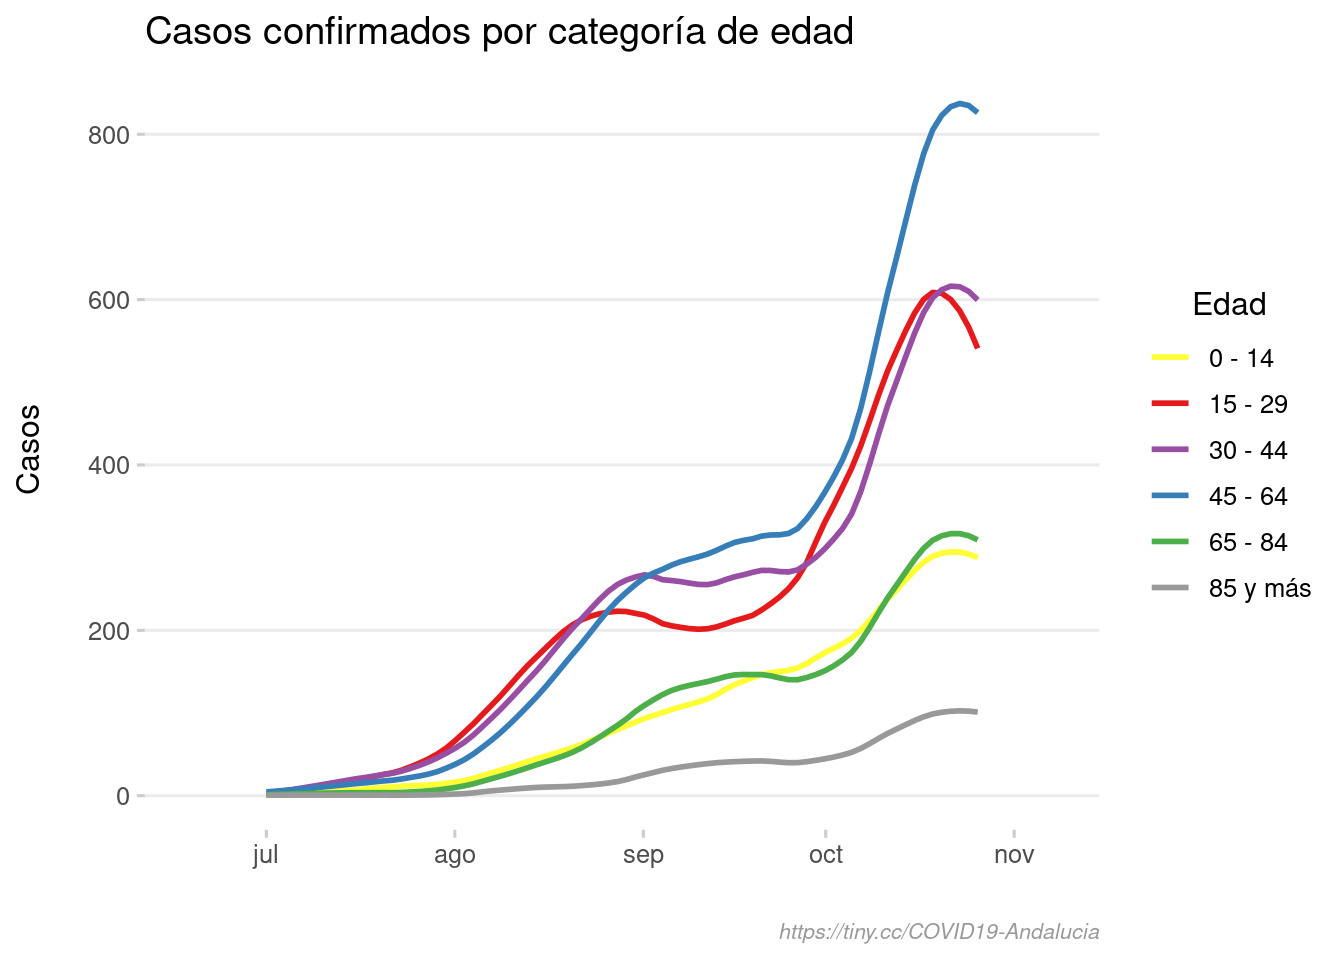 Casos confirmados por categoría de edad
Casos
800
600
400
200
0
jul
ago
sep
oct
nov
Edad
0 - 14
15 - 29
30 - 44
45 - 64
65 - 84
85 y más
https://tiny.cc/COVID19-Andalucia